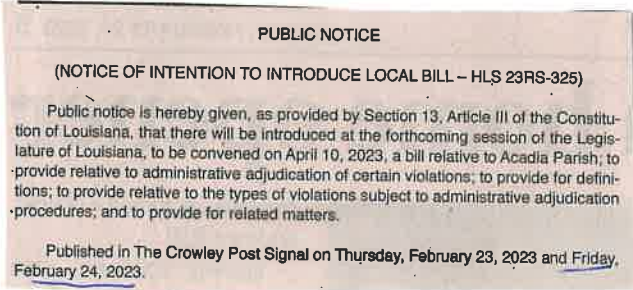 PUBLIC NOTICE
(NOTICE OF INTENTION TO INTRODUCE LOCAL BILL – HLS 23RS-325)
Public notice is hereby given, as provided by Section 13, Article III of the Constitu-
tion of Louisiana, that there will be introduced at the forthcoming session of the Legis-
lature of Louisiana, to be convened on April 10, 2023, a bill relative to Acadia Parish; to
provide relative to administrative adjudication of certain violations; to provide for defini-
tions; to provide relative to the types of violations subject to administrative adjudication
procedures; and to provide for related matters.
Published in The Crowley Post Signal on Thursday, February 23, 2023 and Friday,
February 24, 2023.